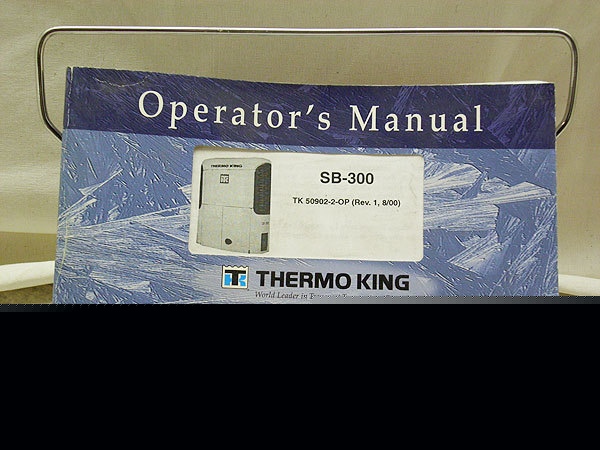 Operator's Manual
THERMO KING
SB-300
TK 50902-2-OP (Rev. 1, 8/00)
THERMO KING
World Leader in